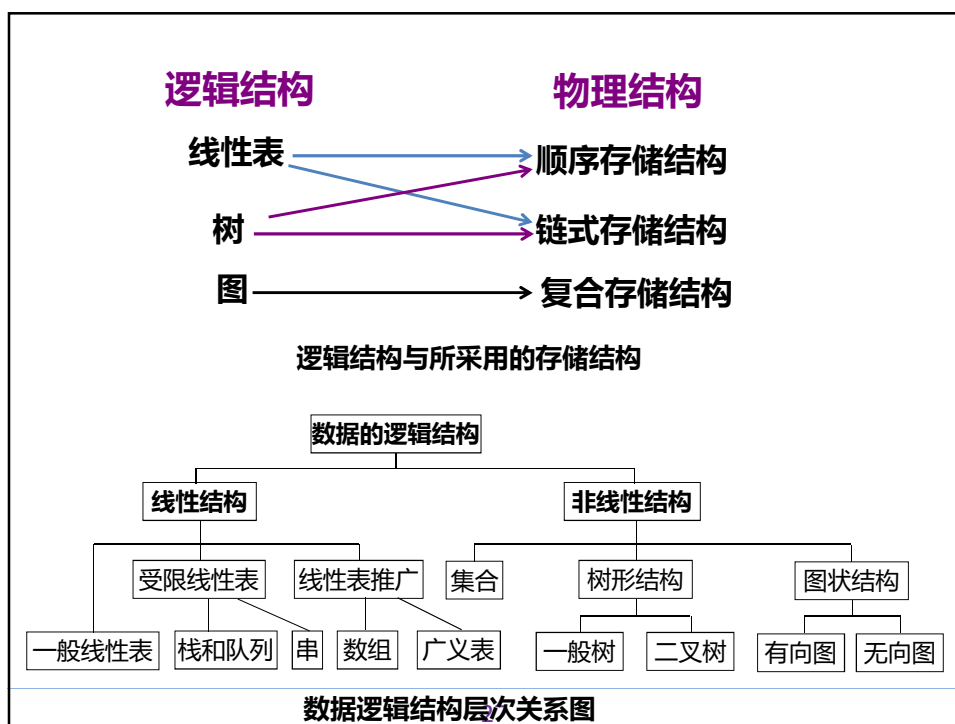 逻辑结构 物理结构
线性表 顺序存储结构
树 链式存储结构
图 复合存储结构
逻辑结构与所采用的存储结构
数据的逻辑结构
线性结构 非线性结构
受限线性表 线性表推广 集合 树形结构 图状结构
一般线性表 栈和队列 串 数组 广义表 一般树 二叉树 有向图 无向图
数据逻辑结构层次关系图